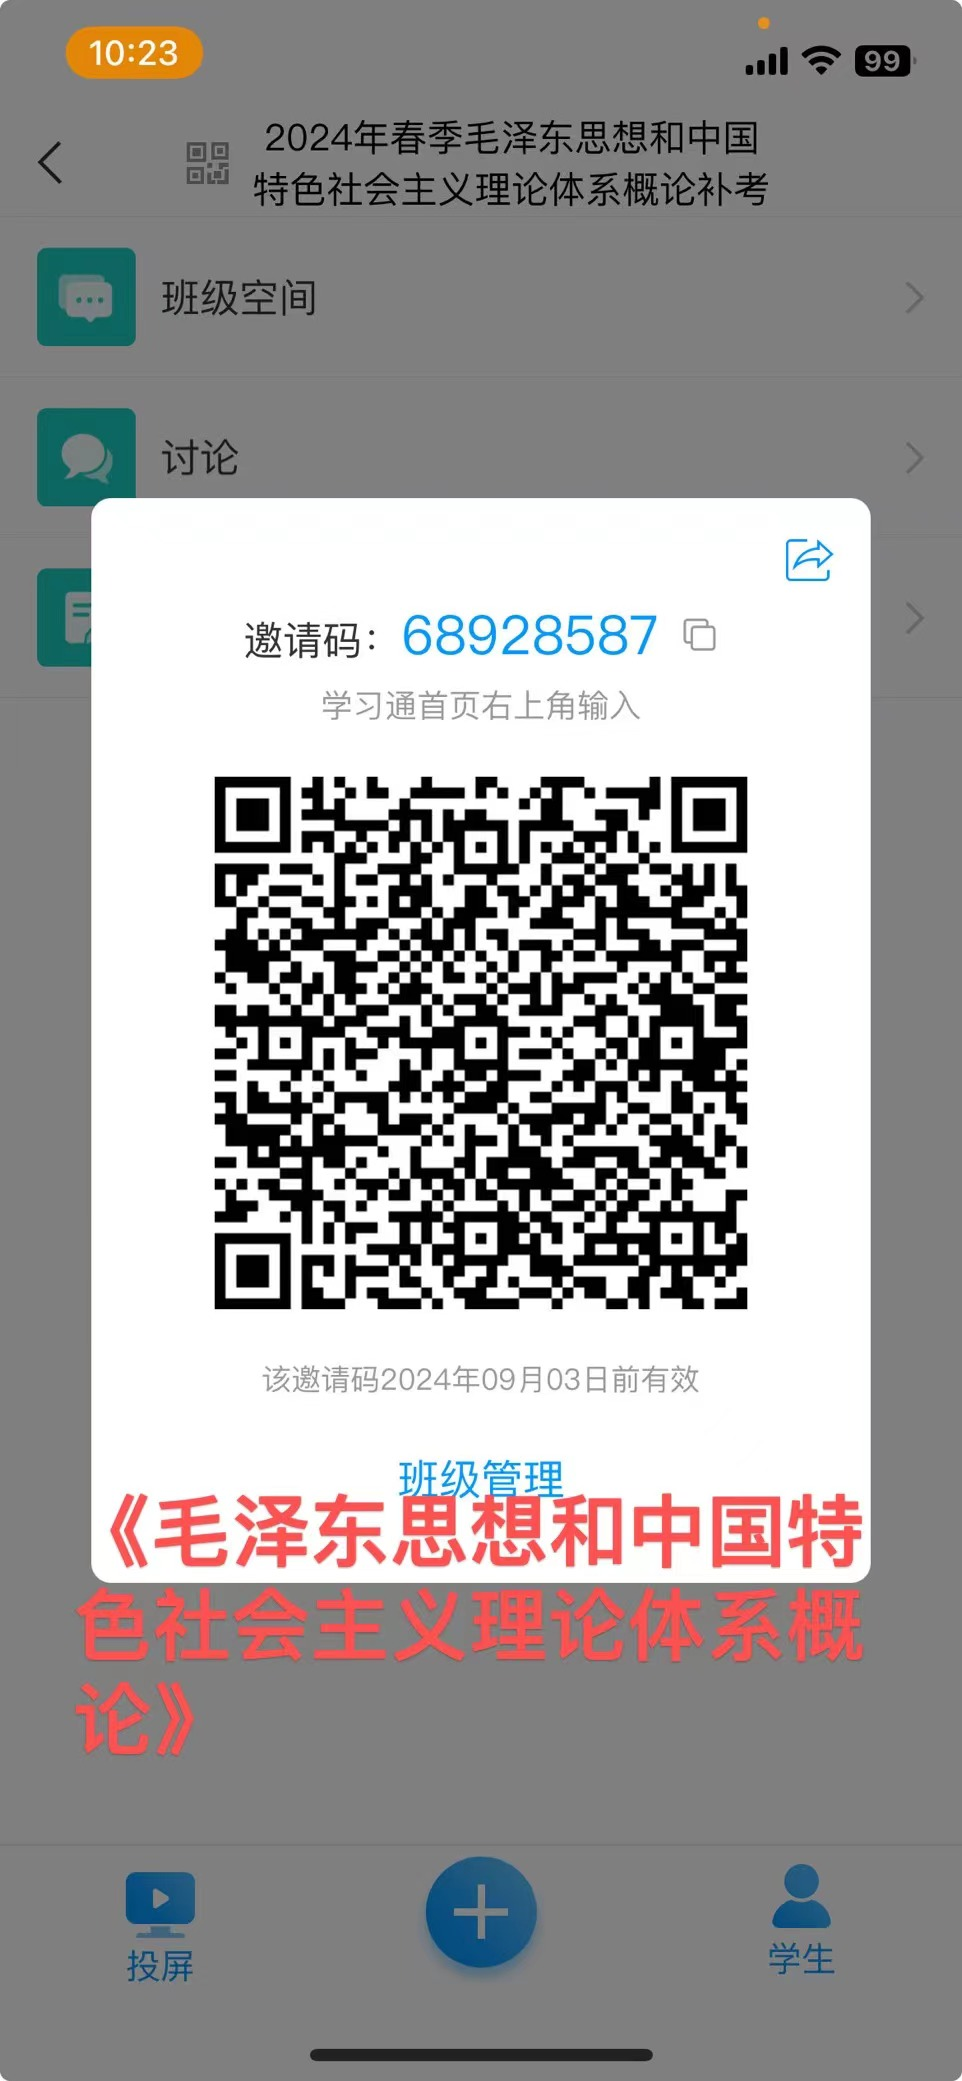 10:23
99
2024年春季毛泽东思想和中国
特色社会主义理论体系概论补考
班级空间
讨论
邀请码：68928587
学习通首页右上角输入
该邀请码2024年09月03日前有效
班级管理
《毛泽东思想和中国特
色社会主义理论体系概
论》
投屏
学生